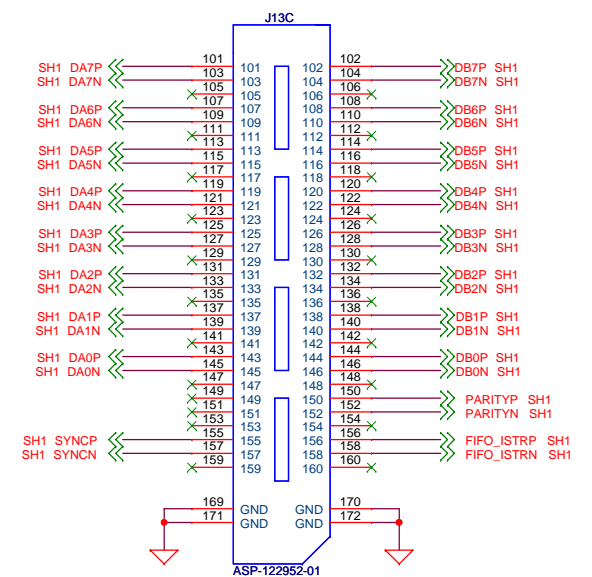 J13C
101 102
SH1 DA7P 101 102 DB7P SH1
103 104
SH1 DA7N 103 104 DB7N SH1
105 106
105 106
107 108
SH1 DA6P 107 108 DB6P SH1
109 110
SH1 DA6N 109 110 DB6N SH1
111 112
111 112
113 114
SH1 DA5P 113 114 DB5P SH1
115 116
SH1 DA5N 115 116 DB5N SH1
117 118
117 118
119 120
SH1 DA4P 119 120 DB4P SH1
121 122
SH1 DA4N 121 122 DB4N SH1
123 124
123 124
125 126
SH1 DA3P 125 126 DB3P SH1
127 128
SH1 DA3N 127 128 DB3N SH1
129 130
129 130
131 132
SH1 DA2P 131 132 DB2P SH1
133 134
SH1 DA2N 133 134 DB2N SH1
135 136
135 136
137 138
SH1 DA1P 137 138 DB1P SH1
139 140
SH1 DA1N 139 140 DB1N SH1
141 142
141 142
143 144
SH1 DA0P 143 144 DB0P SH1
145 146
SH1 DA0N 145 146 DB0N SH1
147 148
147 148
149 150
149 150 PARITYP SH1
151 152
151 152 PARITYN SH1
153 154
153 154
155 156
SH1 SYNCP 155 156 FIFO_ISTRP SH1
157 158
SH1 SYNCN 157 158 FIFO_ISTRN SH1
159 160
159 160
169 170
GND GND
171 172
GND GND
ASP-122952-01